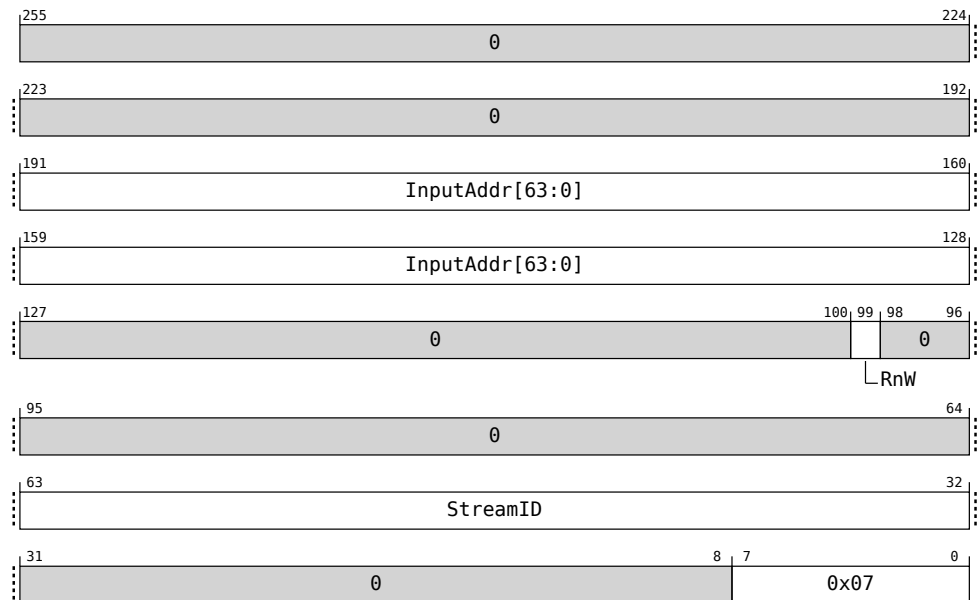 255 224
0
223 192
0
191 160
InputAddr[63:0]
159 128
InputAddr[63:0]
127 100 99 98 96
0 0
RnW
95 64
0
63 32
StreamID
31 8 7 0
0 0x07